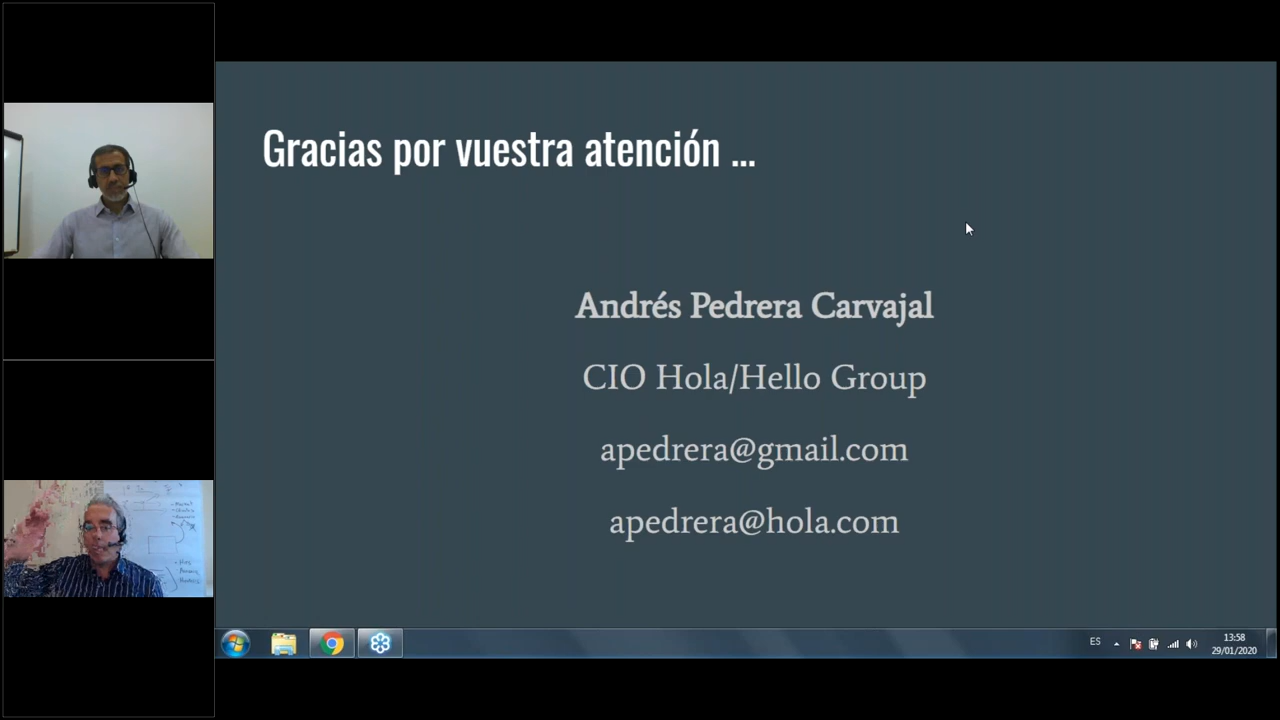 Gracias por vuestra atención ...
Andrés Pedrera Carvajal
CIO Hola/Hello Group
apedrera@gmail.com
apedrera@hola.com
ES
13:58
29/01/2020